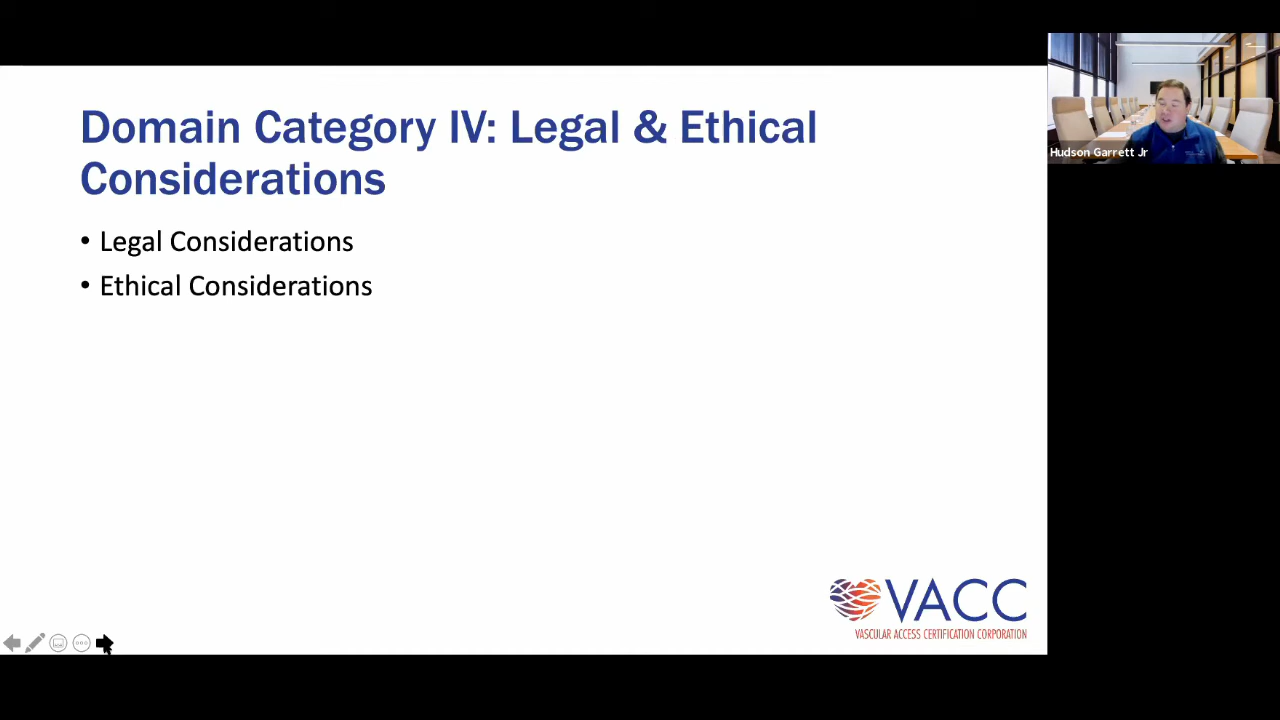 Domain Category IV: Legal & Ethical
Considerations
• Legal Considerations
• Ethical Considerations
VACC
VASCULAR ACCESS CERTIFICATION CORPORATION
Hudson Garrett Jr